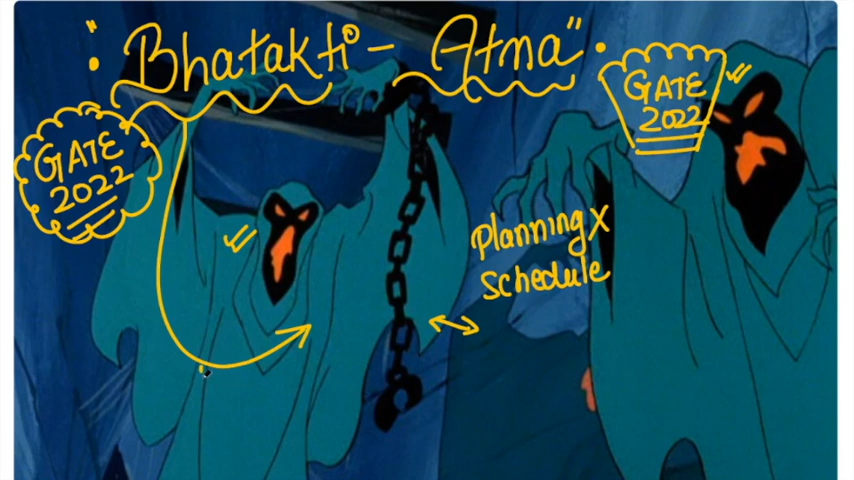 : "Bhatakti - Atma".
GATE
2022
GATE
2022
Planning x
Schedule